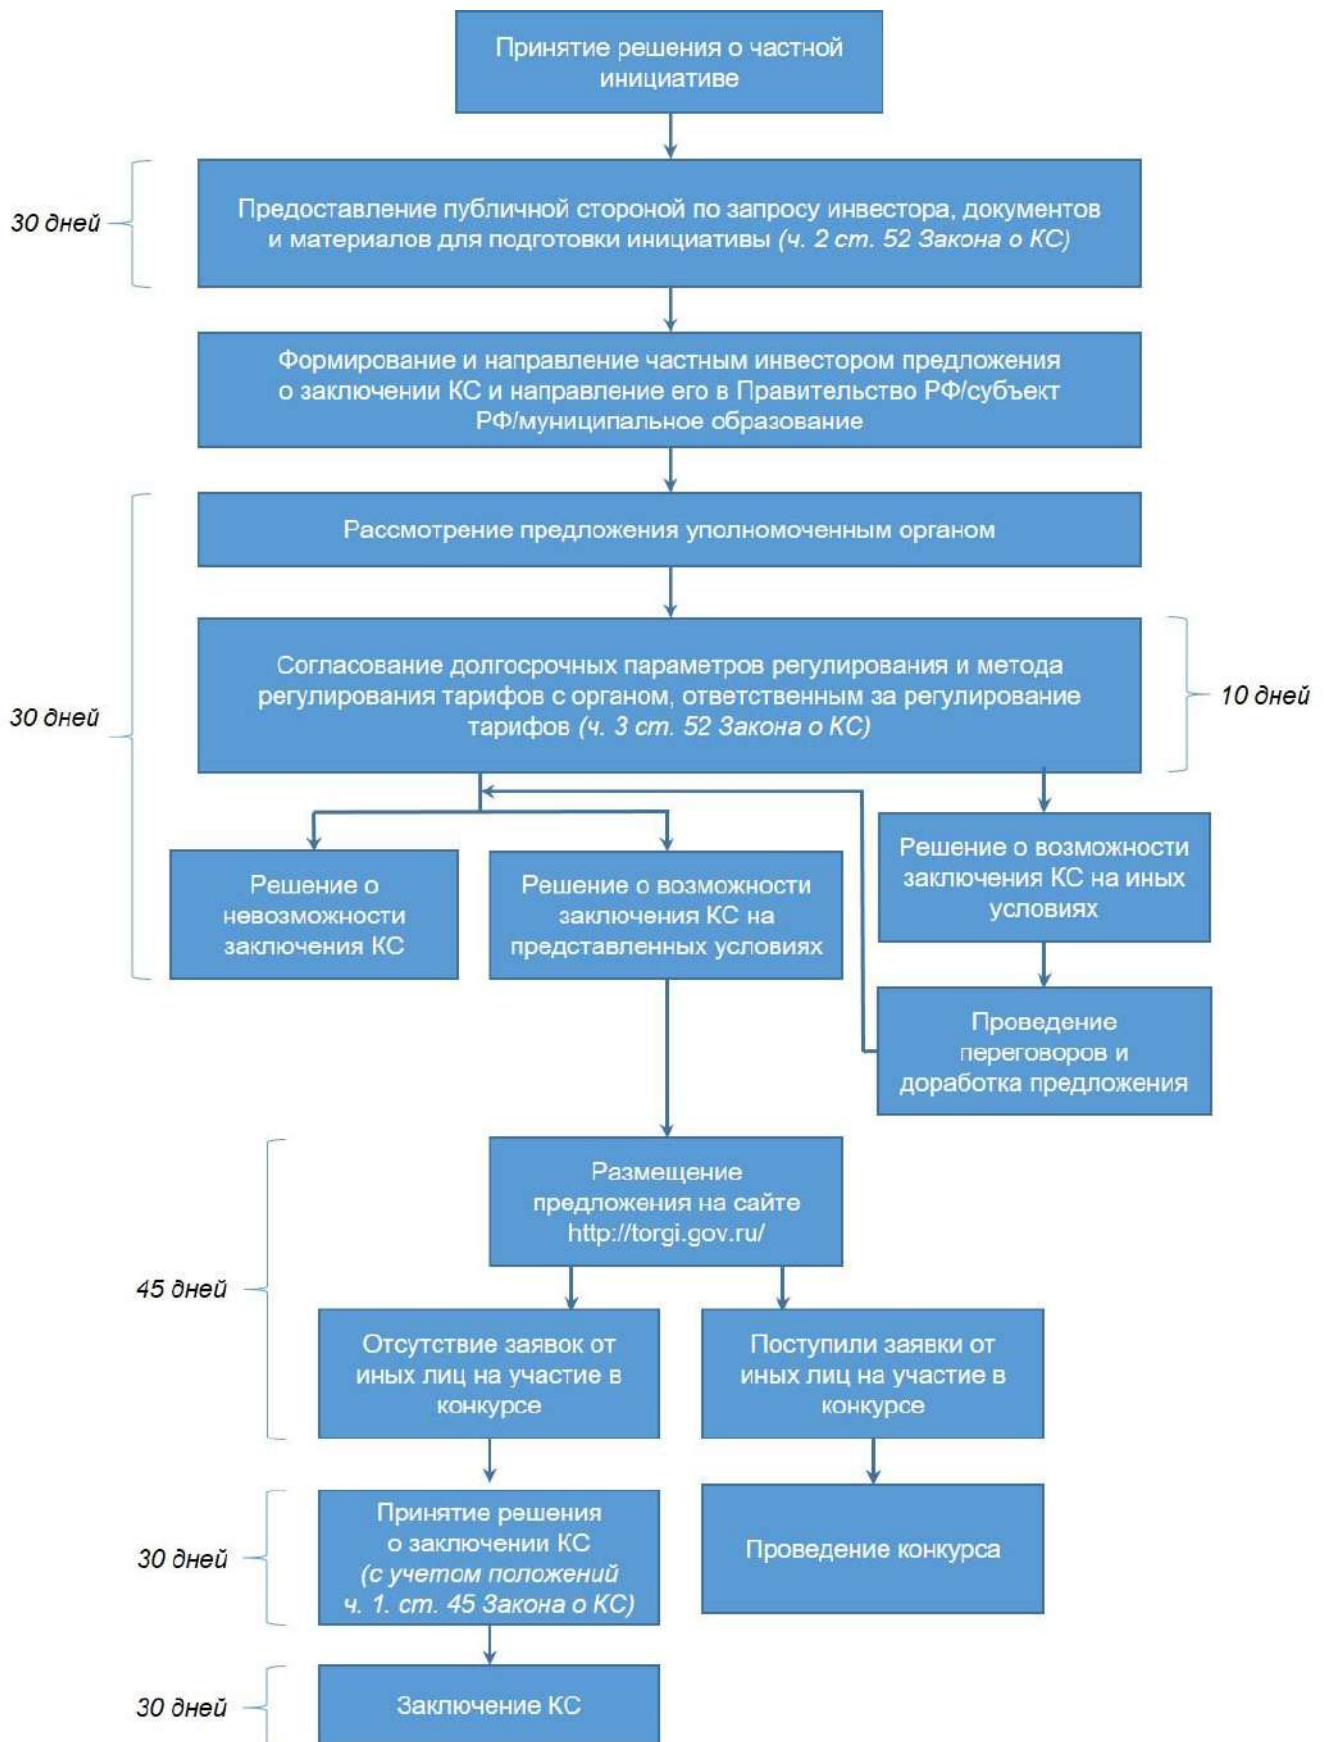 Принятие решения о частной
инициативе
30 дней
Предоставление публичной стороной по запросу инвестора, документов
и материалов для подготовки инициативы (ч. 2 ст. 52 Закона о КС)
Формирование и направление частным инвестором предложения
о заключении КС и направление его в Правительство РФ/субъект
РФ/муниципальное образование
Рассмотрение предложения уполномоченным органом
30 дней
Согласование долгосрочных параметров регулирования и метода
регулирования тарифов с органом, ответственным за регулирование
тарифов (ч. 3 ст. 52 Закона о КС)
10 дней
Решение о
невозможности
заключения КС
Решение о возможности
заключения КС на
представленных условиях
Решение о возможности
заключения КС на иных
условиях
Проведение
переговоров и
доработка предложения
45 дней
Размещение
предложения на сайте
http://torgi.gov.ru/
Отсутствие заявок от
иных лиц на участие в
конкурсе
Поступили заявки от
иных лиц на участие в
конкурсе
30 дней
Принятие решения
о заключении КС
(с учетом положений
ч. 1. ст. 45 Закона о КС)
Проведение конкурса
30 дней
Заключение КС